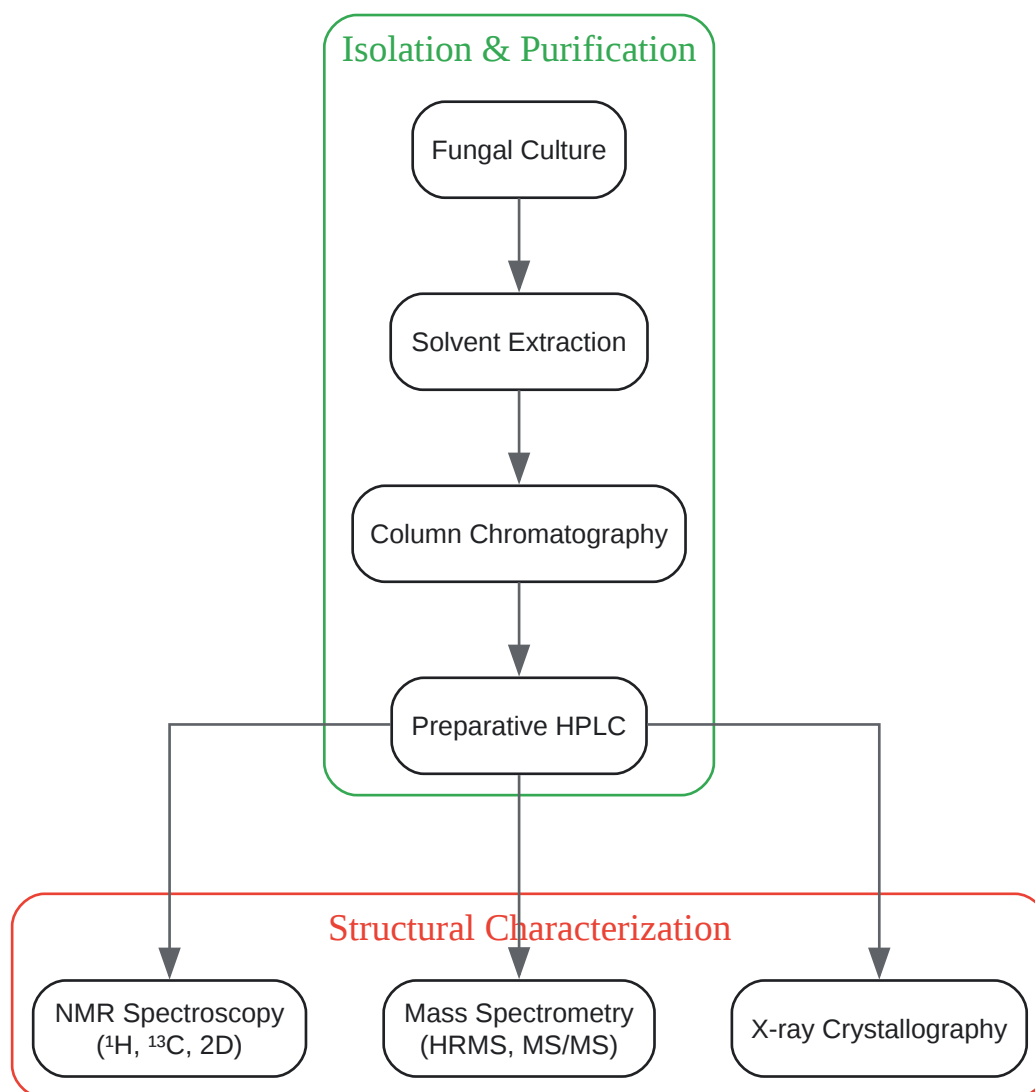 Isolation & Purification
Fungal Culture
Solvent Extraction
Column Chromatography
Preparative HPLC
Structural Characterization
NMR Spectroscopy
(¹H, ¹³C, 2D)
Mass Spectrometry
(HRMS, MS/MS)
X-ray Crystallography